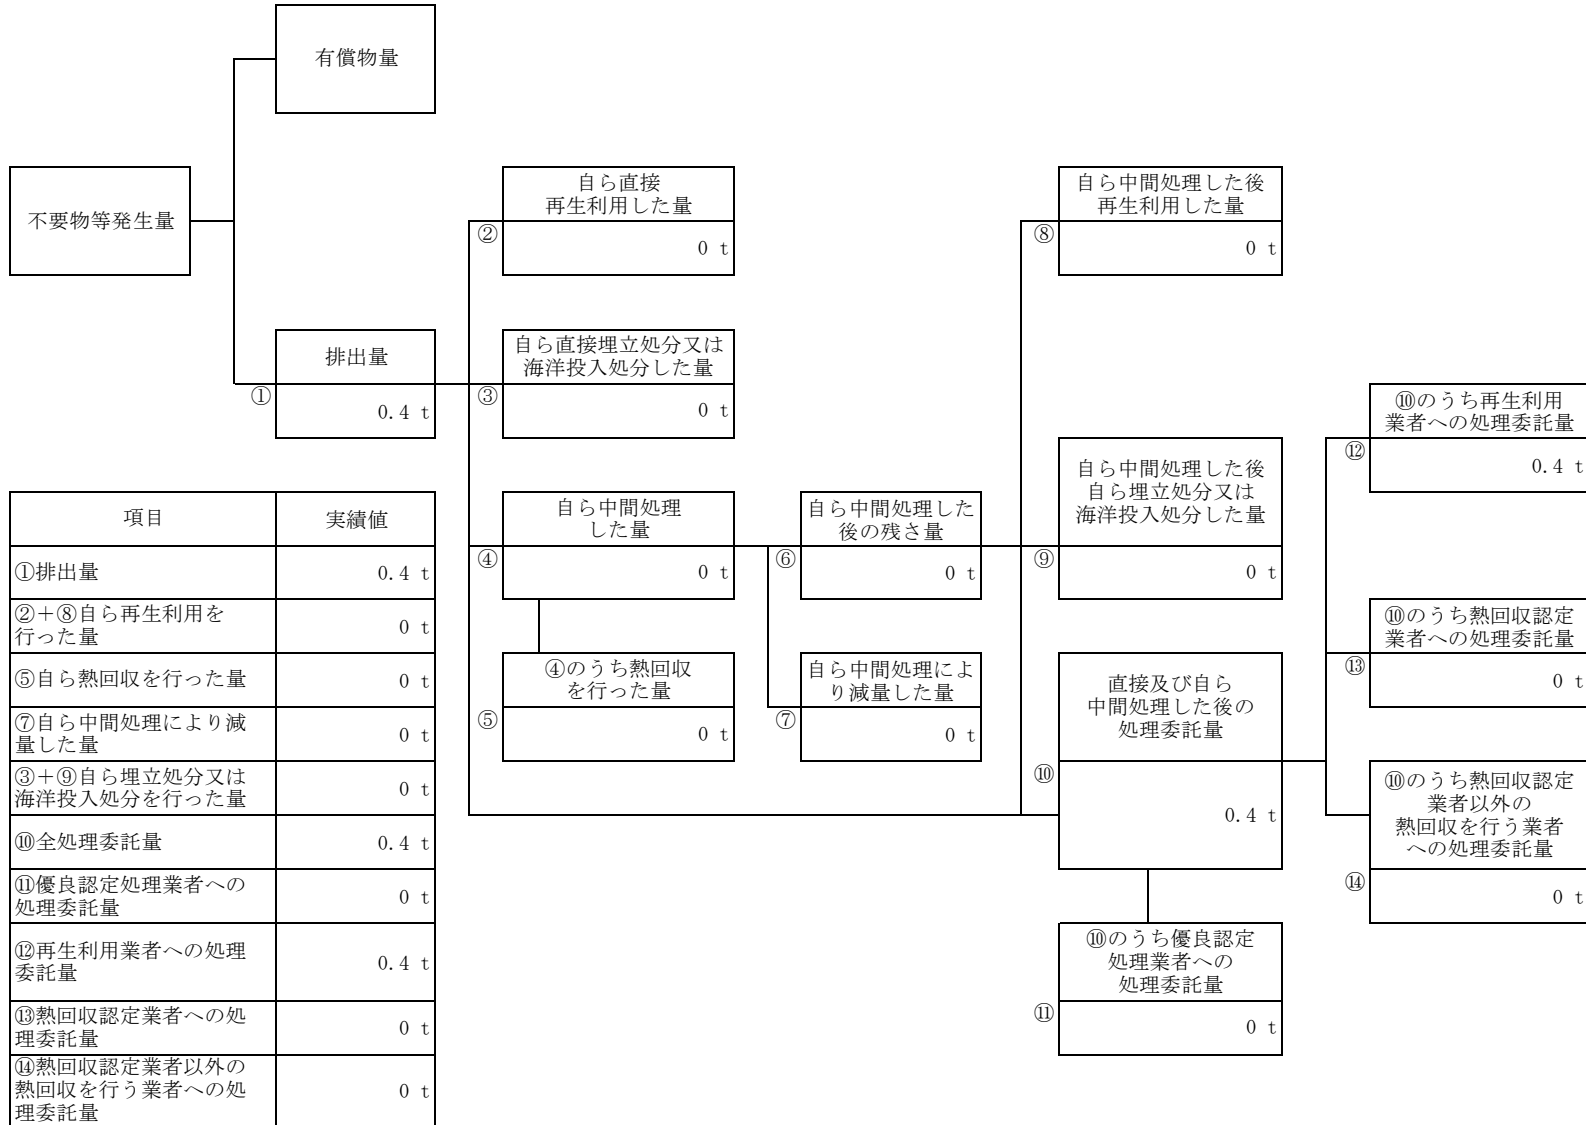 有償物量
不要物等発生量
自ら直接
再生利用した量
②
0 t
自ら中間処理した後
再生利用した量
⑧
0 t
排出量
①
0.4 t
自ら直接埋立処分又は
海洋投入処分した量
③
0 t
⑩のうち再生利用
業者への処理委託量
⑫
0.4 t
自ら中間処理した後
自ら埋立処分又は
海洋投入処分した量
⑨
0 t
自ら中間処理
した量
④
0 t
自ら中間処理した
後の残さ量
⑥
0 t
⑩のうち熱回収認定
業者への処理委託量
⑬
0 t
④のうち熱回収
を行った量
⑤
0 t
自ら中間処理によ
り減量した量
⑦
0 t
直接及び自ら
中間処理した後の
処理委託量
⑩
0.4 t
⑩のうち熱回収認定
業者以外の
熱回収を行う業者
への処理委託量
⑭
0 t
⑩のうち優良認定
処理業者への
処理委託量
⑪
0 t
項目 実績値
①排出量 0.4 t
②＋⑧自ら再生利用を
行った量 0 t
⑤自ら熱回収を行った量 0 t
⑦自ら中間処理により減
量した量 0 t
③＋⑨自ら埋立処分又は
海洋投入処分を行った量 0 t
⑩全処理委託量 0.4 t
⑪優良認定処理業者への
処理委託量 0 t
⑫再生利用業者への処理
委託量 0.4 t
⑬熱回収認定業者への処
理委託量 0 t
⑭熱回収認定業者以外の
熱回収を行う業者への処
理委託量 0 t